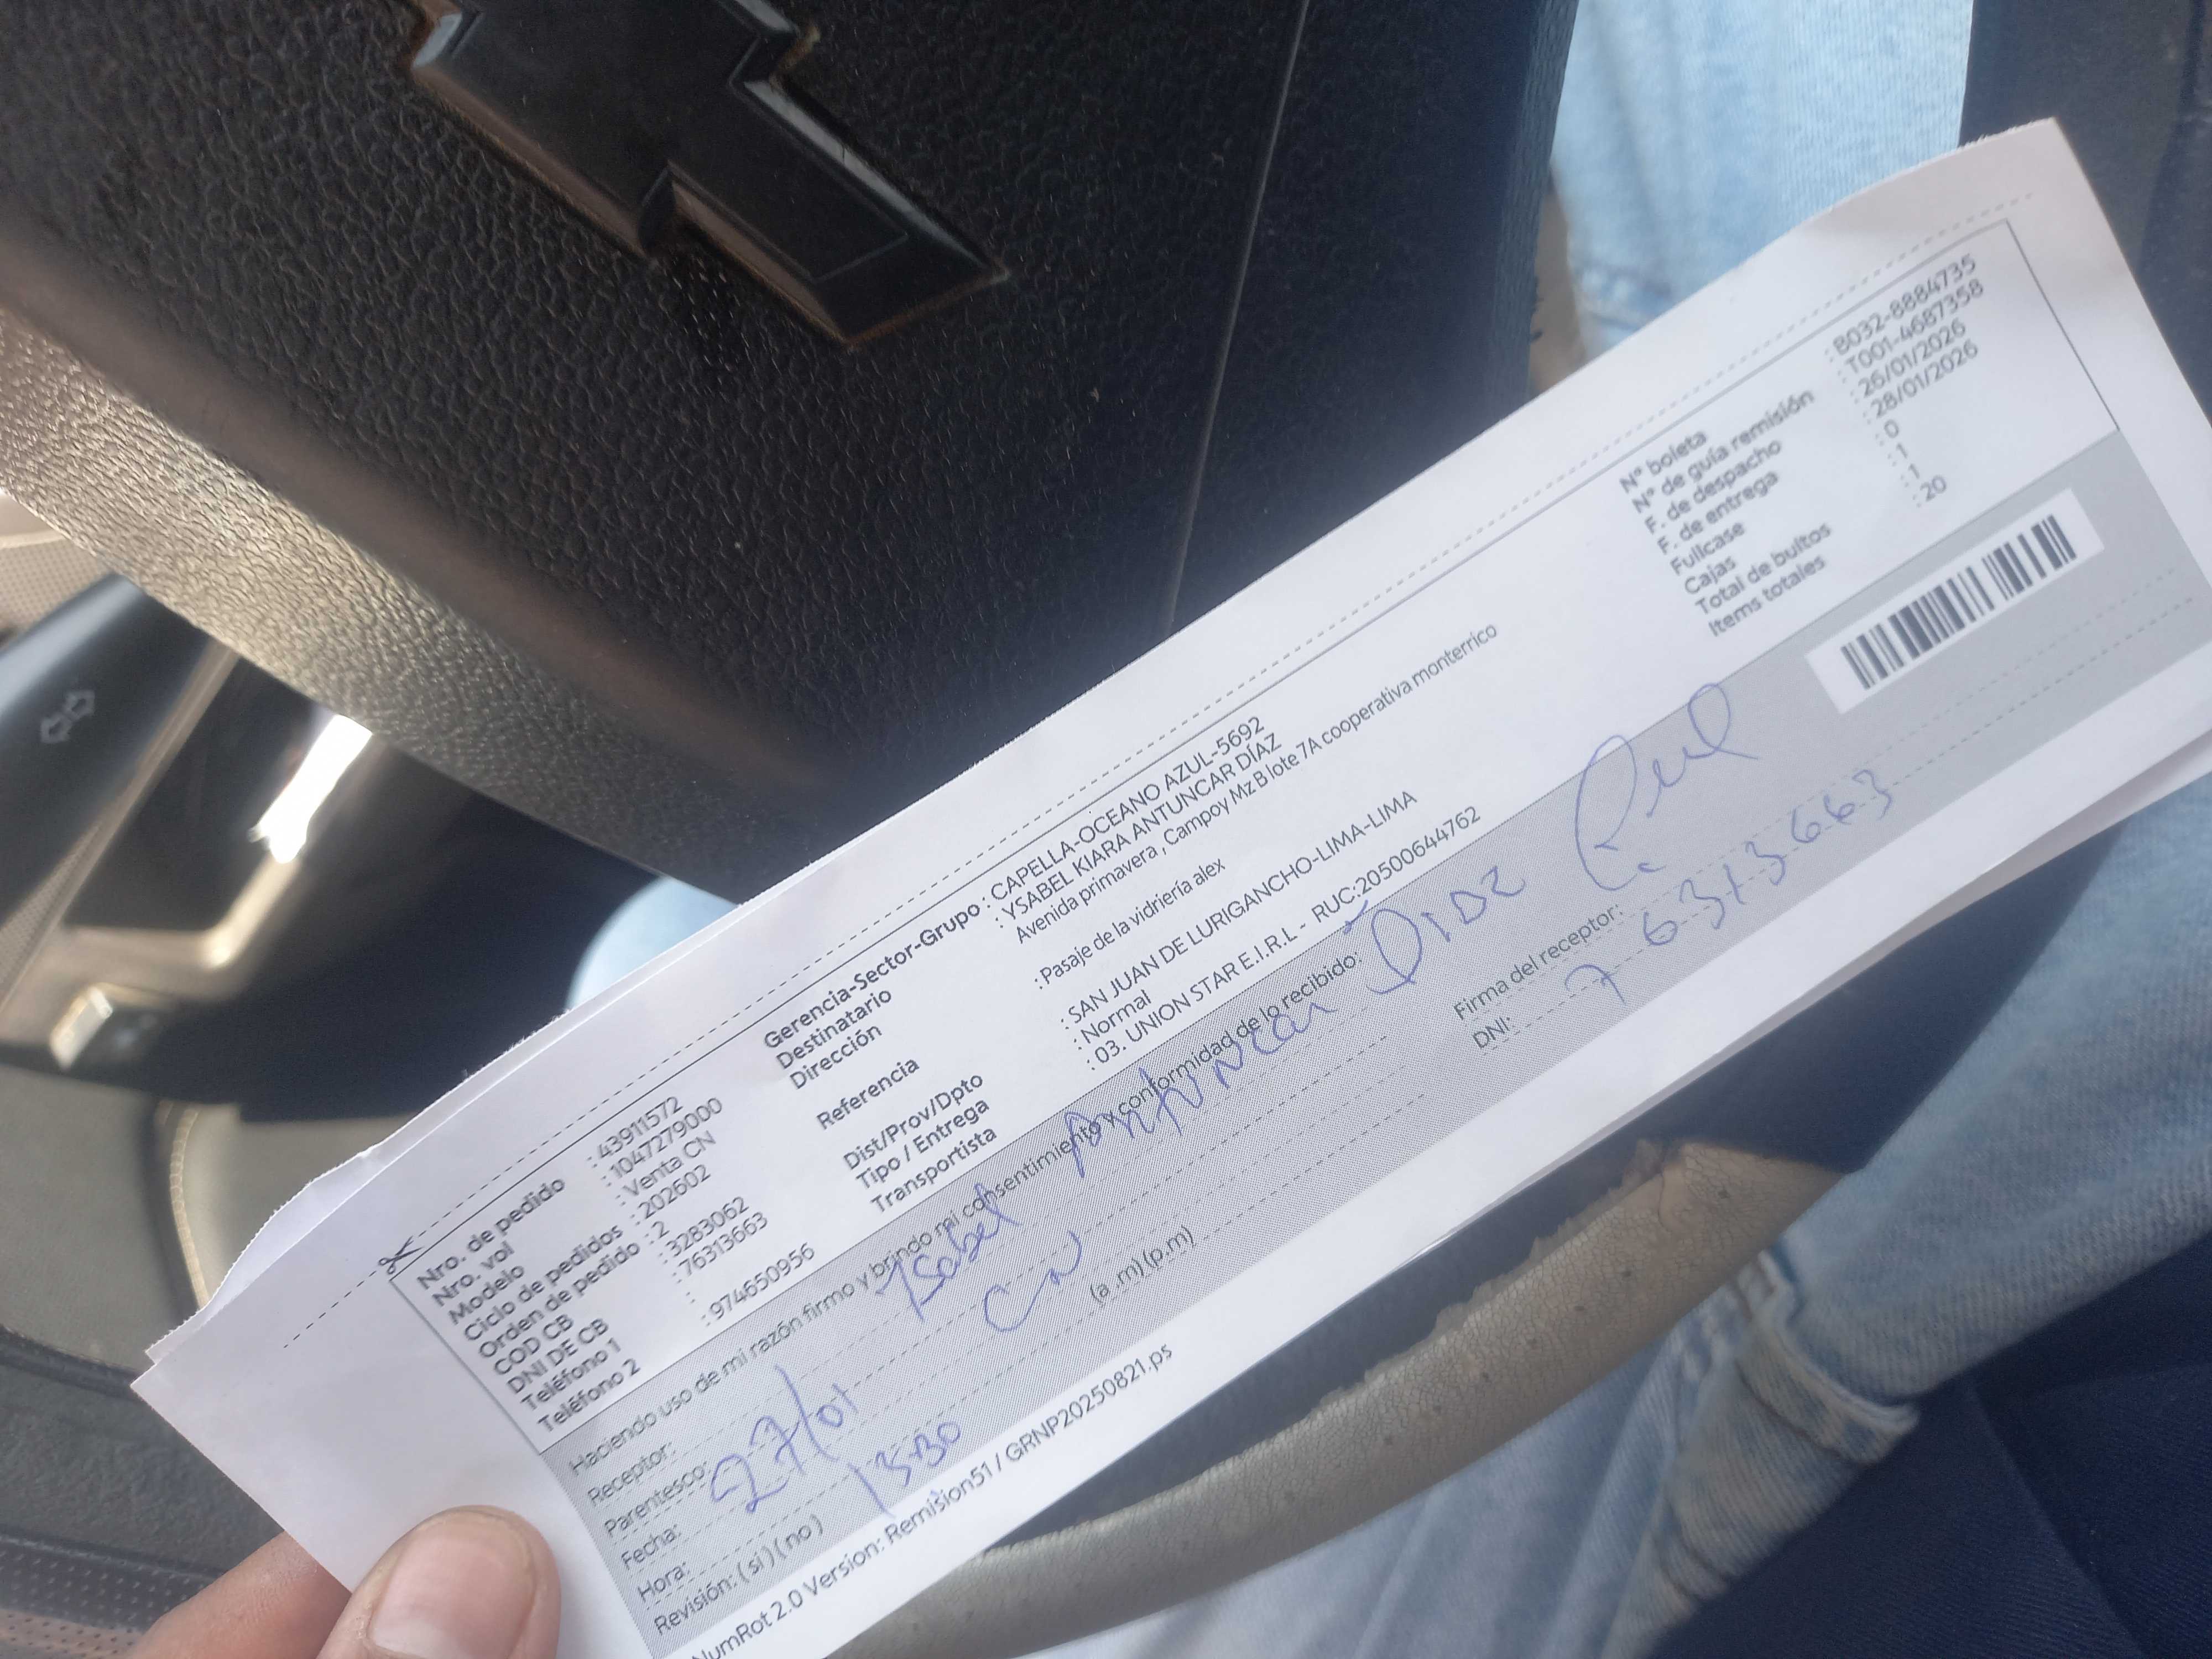 Nro. de pedido : 43911572
Nro. vol : 1047279000
Modelo : Venta CN
Ciclo de pedidos : 202602
Orden de pedido : 2
COD CB : 3283062
DNI DE CB : 76313663
Teléfono 1 :
Teléfono 2 : 974650956
Gerencia-Sector-Grupo : CAPELLA-OCEANO AZUL-5692
Destinatario : YSABEL KIARA ANTUNCAR DÍAZ
Dirección Avenida primavera , Campoy Mz B lote 7A cooperativa monterrico
Referencia : Pasaje de la vidriería alex
Dist/Prov/Dpto : SAN JUAN DE LURIGANCHO-LIMA-LIMA
Tipo / Entrega : Normal
Transportista : 03. UNION STAR E.I.R.L - RUC:20500644762
N° boleta : B032-8884735
N° de guía remisión : T001-4687358
F. de despacho : 26/01/2026
F. de entrega : 28/01/2026
Fullcase : 0
Cajas : 1
Total de bultos : 1
Items totales : 20
Haciendo uso de mi razón firmo y brindo mi consentimiento y conformidad de lo recibido:
Receptor: Isabel Antuncar Diaz
Parentesco: CN
Fecha: 27/01
Hora: 13:30 (a .m) (p.m)
Revisión: ( si ) ( no )
Firma del receptor:
DNI: 76313663
NumRot 2.0 Version: Remision51 / GRNP20250821.ps